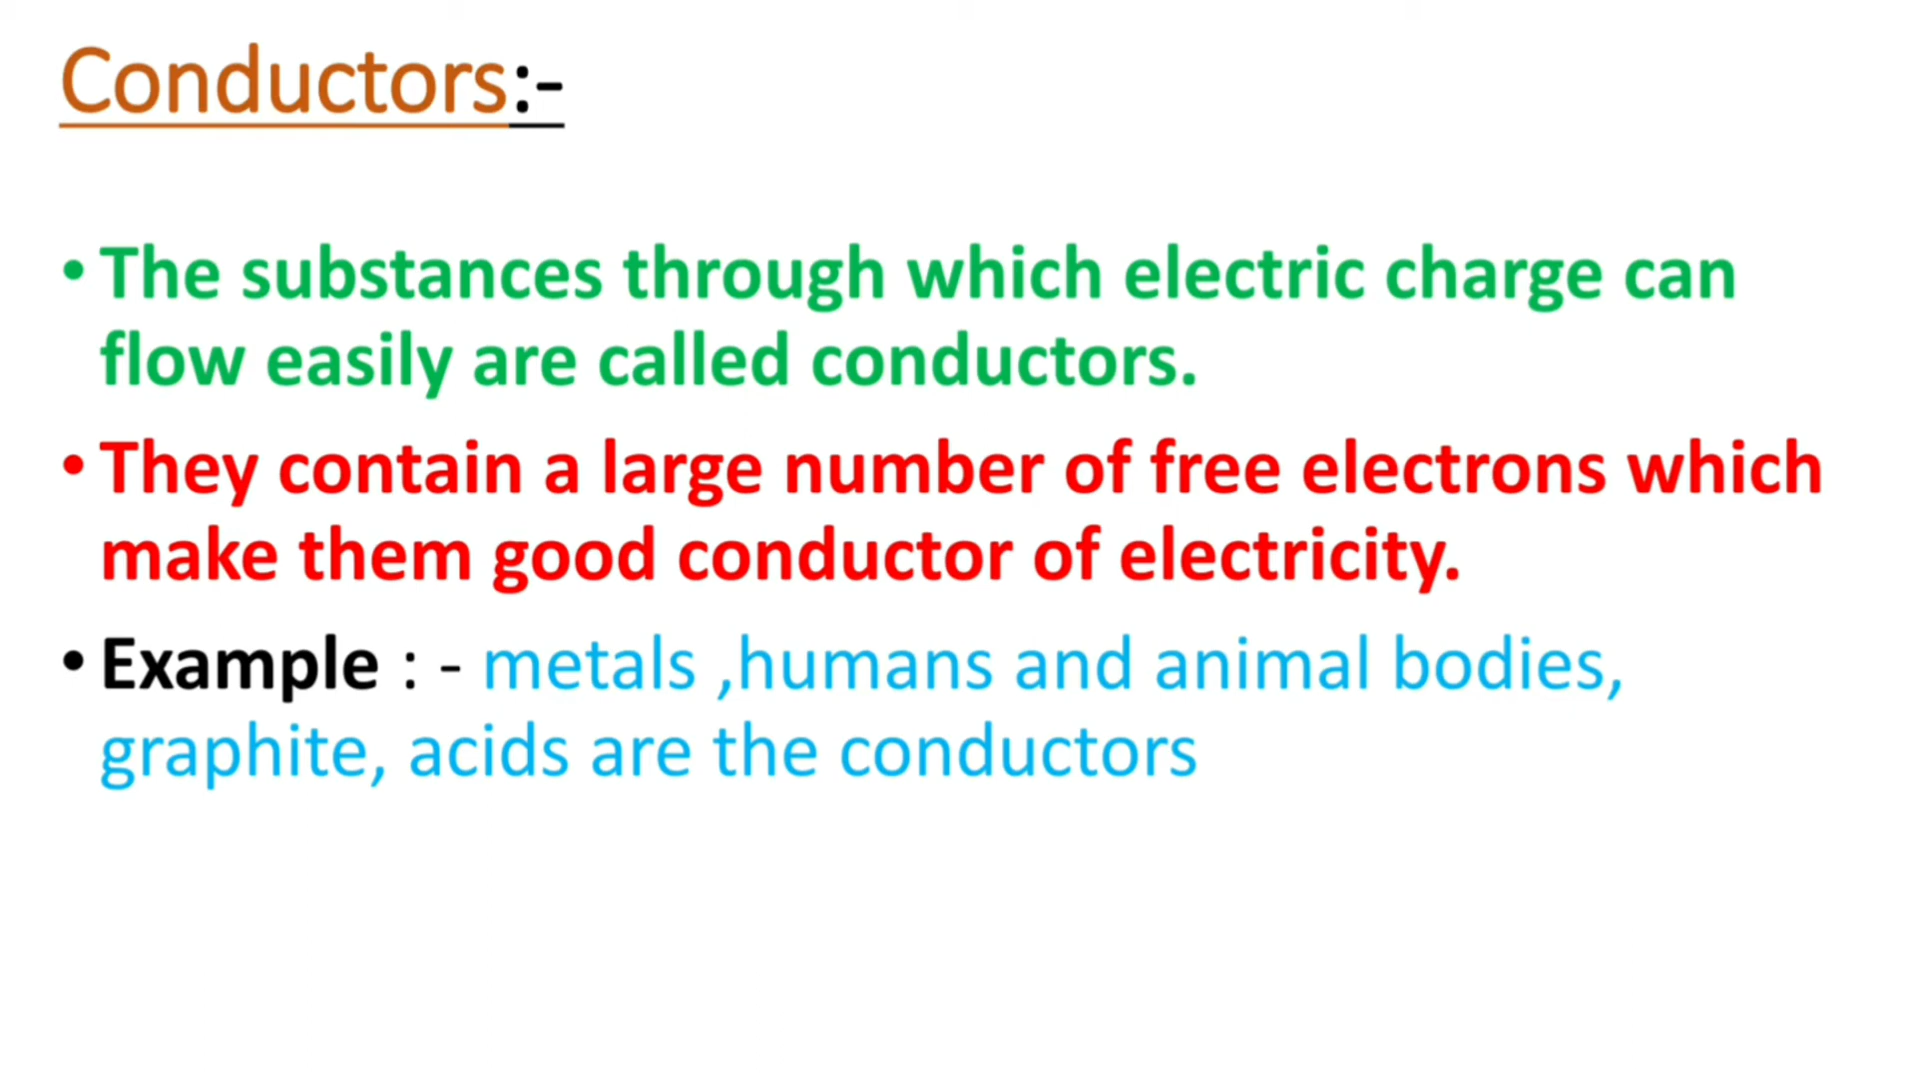 Conductors:-
• The substances through which electric charge can
flow easily are called conductors.
• They contain a large number of free electrons which
make them good conductor of electricity.
• Example : - metals ,humans and animal bodies,
graphite, acids are the conductors